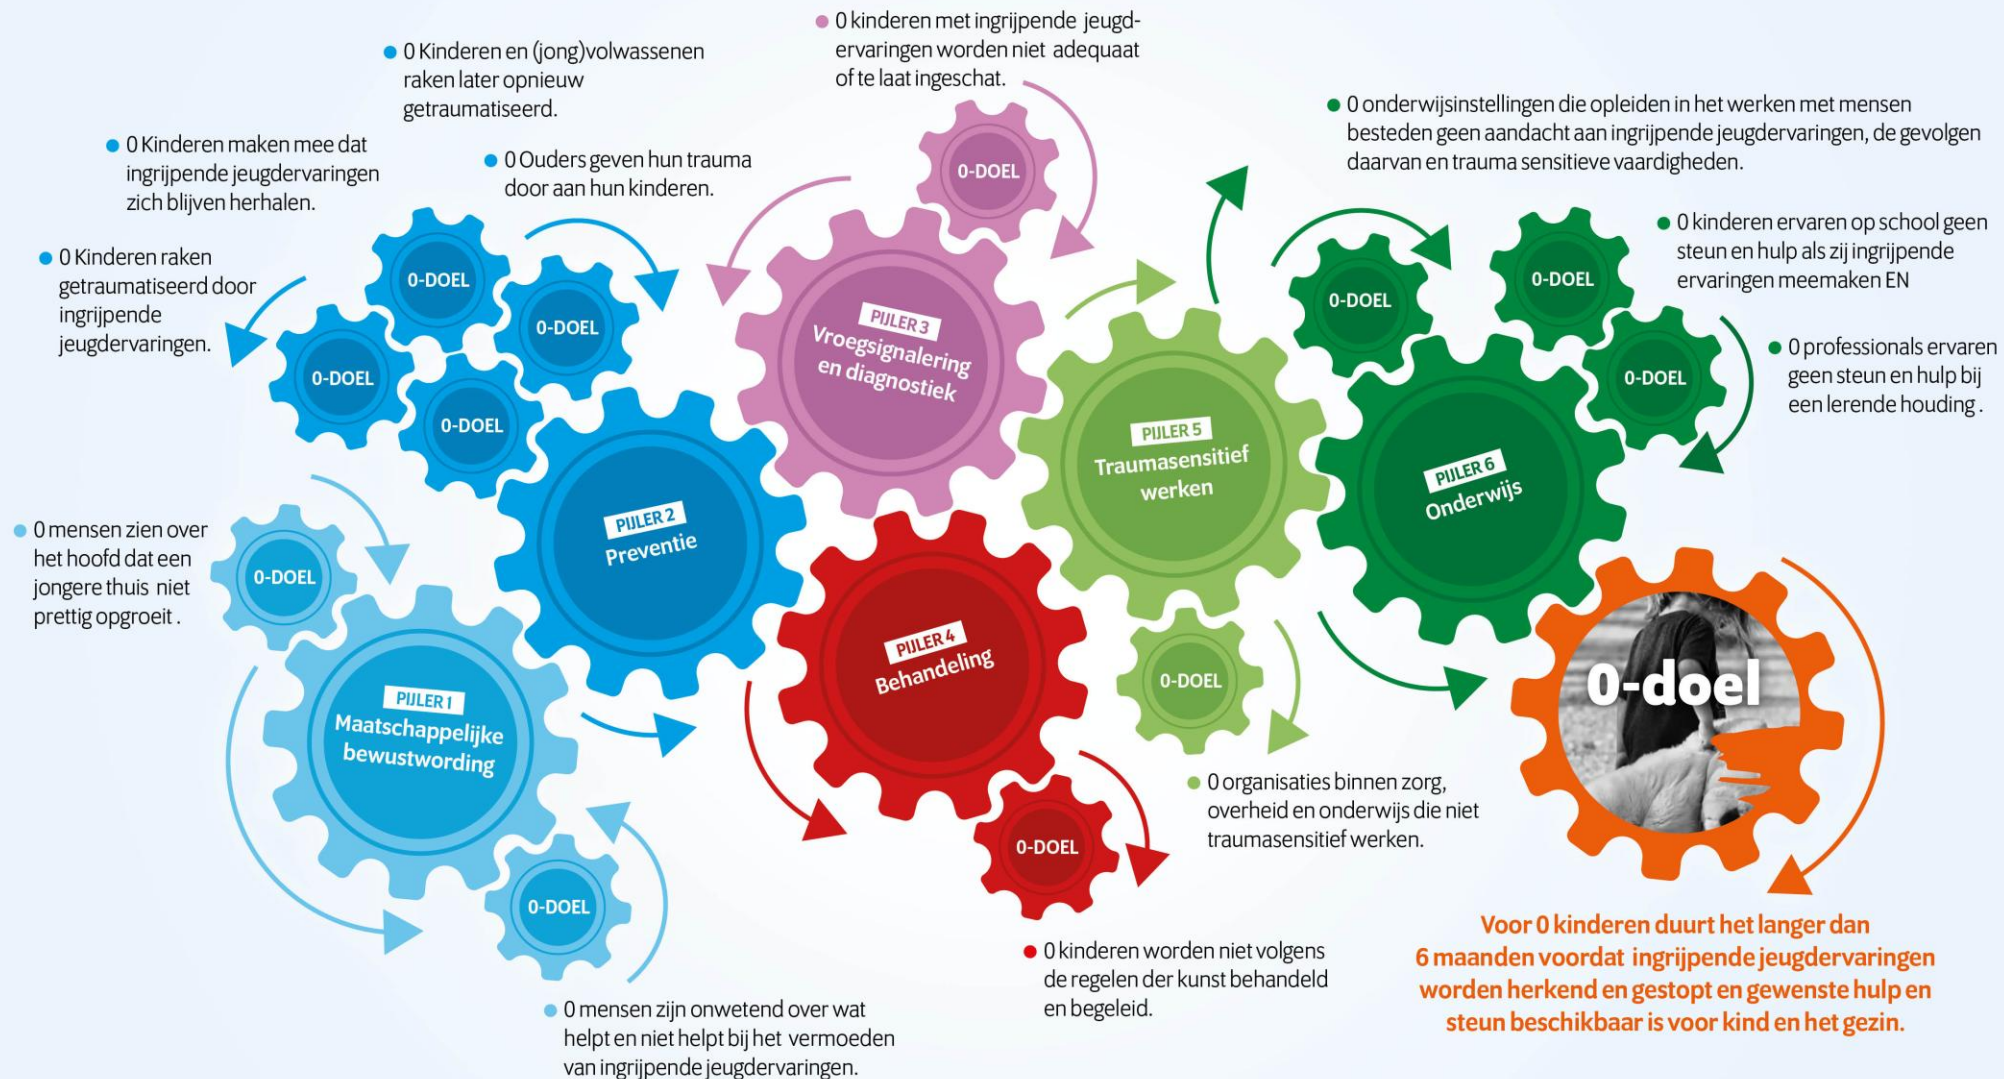 0 kinderen met ingrijpende jeugd-
ervaringen worden niet adequaat
of te laat ingeschat.
0 Kinderen en (jong)volwassenen
raken later opnieuw
getraumatiseerd.
0 onderwijsinstellingen die opleiden in het werken met mensen
besteden geen aandacht aan ingrijpende jeugdervaringen, de gevolgen
daarvan en trauma sensitieve vaardigheden.
0 Kinderen maken mee dat
ingrijpende jeugdervaringen
zich blijven herhalen.
0 Ouders geven hun trauma
door aan hun kinderen.
0-DOEL
0 kinderen ervaren op school geen
steun en hulp als zij ingrijpende
ervaringen meemaken EN
0 Kinderen raken
getraumatiseerd door
ingrijpende
jeugdervaringen.
0-DOEL
0-DOEL
0-DOEL
0-DOEL
0-DOEL
0-DOEL
0-DOEL
0-DOEL
0 professionals ervaren
geen steun en hulp bij
een lerende houding .
PIJLER 3
Vroegsignalering
en diagnostiek
PIJLER 5
Traumasensitief
werken
PIJLER 6
Onderwijs
PIJLER 2
Preventie
0 mensen zien over
het hoofd dat een
jongere thuis niet
prettig opgroeit .
0-DOEL
PIJLER 4
Behandeling
0-DOEL
0-doel
PIJLER 1
Maatschappelijke
bewustwording
0 organisaties binnen zorg,
overheid en onderwijs die niet
traumasensitief werken.
0-DOEL
0-DOEL
Voor 0 kinderen duurt het langer dan
6 maanden voordat ingrijpende jeugdervaringen
worden herkend en gestopt en gewenste hulp en
steun beschikbaar is voor kind en het gezin.
0 kinderen worden niet volgens
de regelen der kunst behandeld
en begeleid.
0 mensen zijn onwetend over wat
helpt en niet helpt bij het vermoeden
van ingrijpende jeugdervaringen.